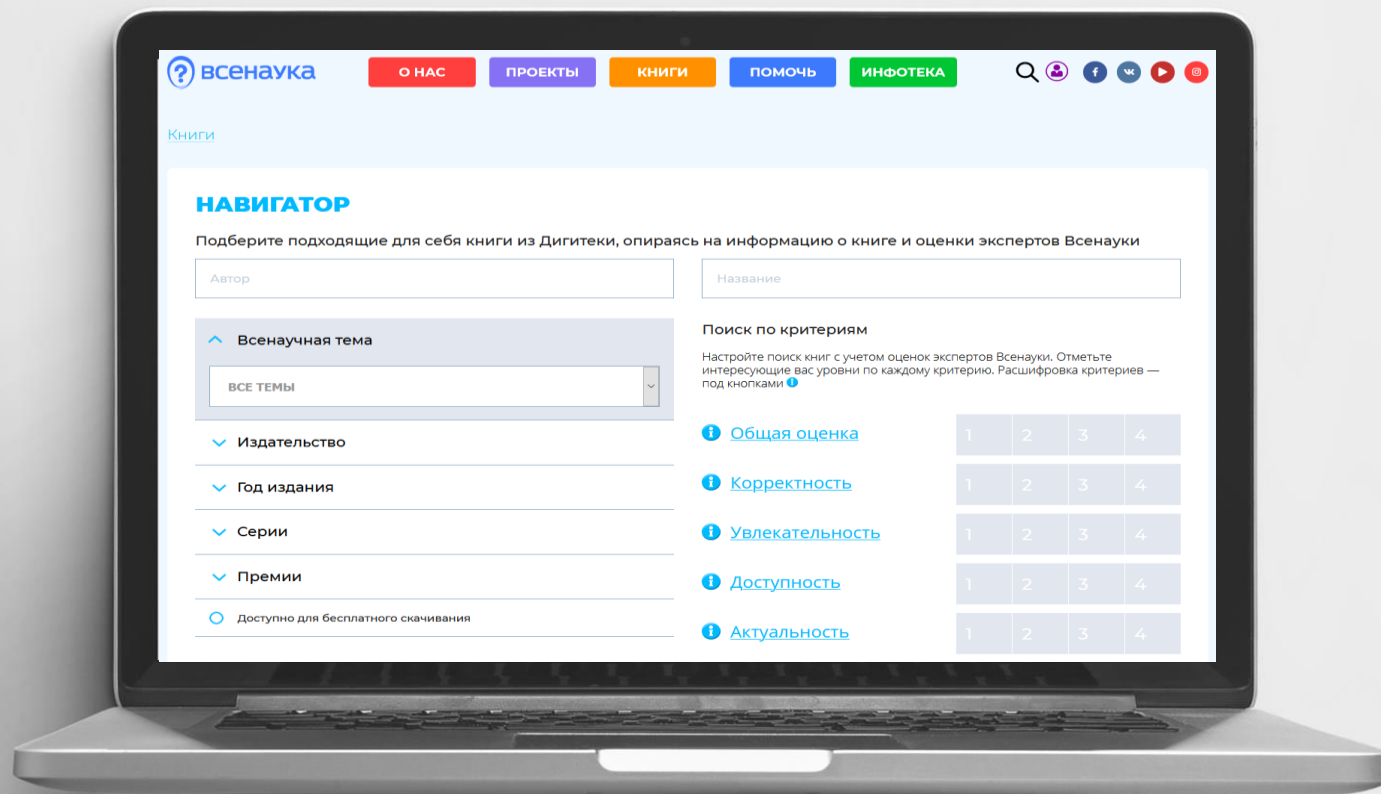 всенаука
О НАС
ПРОЕКТЫ
КНИГИ
ПОМОЧЬ
ИНФОТЕКА
Книги
НАВИГАТОР
Подберите подходящие для себя книги из Дигитеки, опираясь на информацию о книге и оценки экспертов Всенауки
Автор
Название
Всенаучная тема
ВСЕ ТЕМЫ
Издательство
Год издания
Серии
Премии
Доступно для бесплатного скачивания
Поиск по критериям
Настройте поиск книг с учетом оценок экспертов Всенауки. Отметьте
интересующие вас уровни по каждому критерию. Расшифровка критериев —
под кнопками
Общая оценка 1 2 3 4
Корректность 1 2 3 4
Увлекательность 1 2 3 4
Доступность 1 2 3 4
Актуальность 1 2 3 4